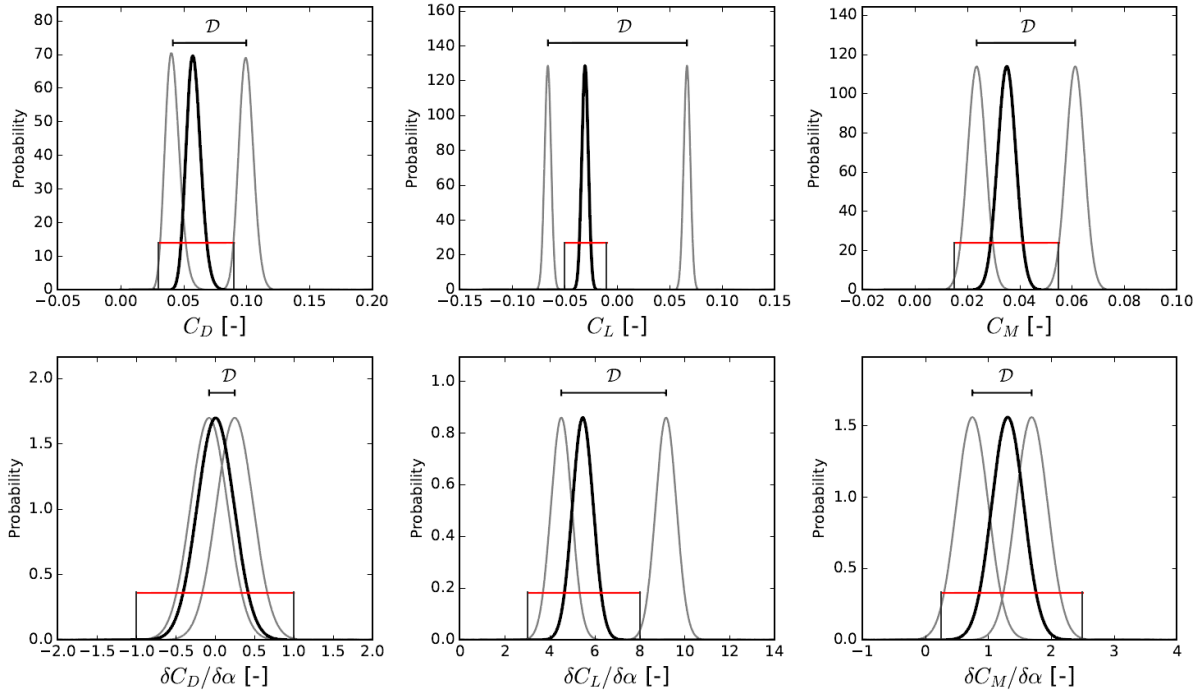 𝒟
Probability
80
70
60
50
40
30
20
10
0
−0.05 0.00 0.05 0.10 0.15 0.20
C_D [-]
𝒟
Probability
160
140
120
100
80
60
40
20
0
−0.15 −0.10 −0.05 0.00 0.05 0.10 0.15
C_L [-]
𝒟
Probability
140
120
100
80
60
40
20
0
−0.02 0.00 0.02 0.04 0.06 0.08 0.10
C_M [-]
𝒟
Probability
2.0
1.5
1.0
0.5
0.0
−2.0 −1.5 −1.0 −0.5 0.0 0.5 1.0 1.5 2.0
δC_D/δα [-]
𝒟
Probability
1.0
0.8
0.6
0.4
0.2
0.0
0 2 4 6 8 10 12 14
δC_L/δα [-]
𝒟
Probability
1.5
1.0
0.5
0.0
−1 0 1 2 3 4
δC_M/δα [-]